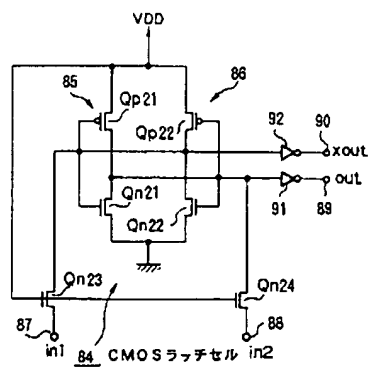 VDD
85
86
Qp21
Qp22
92
90
xout
out
91
89
Qn21
Qn22
Qn23
Qn24
87
in1
84 CMOSラッチセル
88
in2